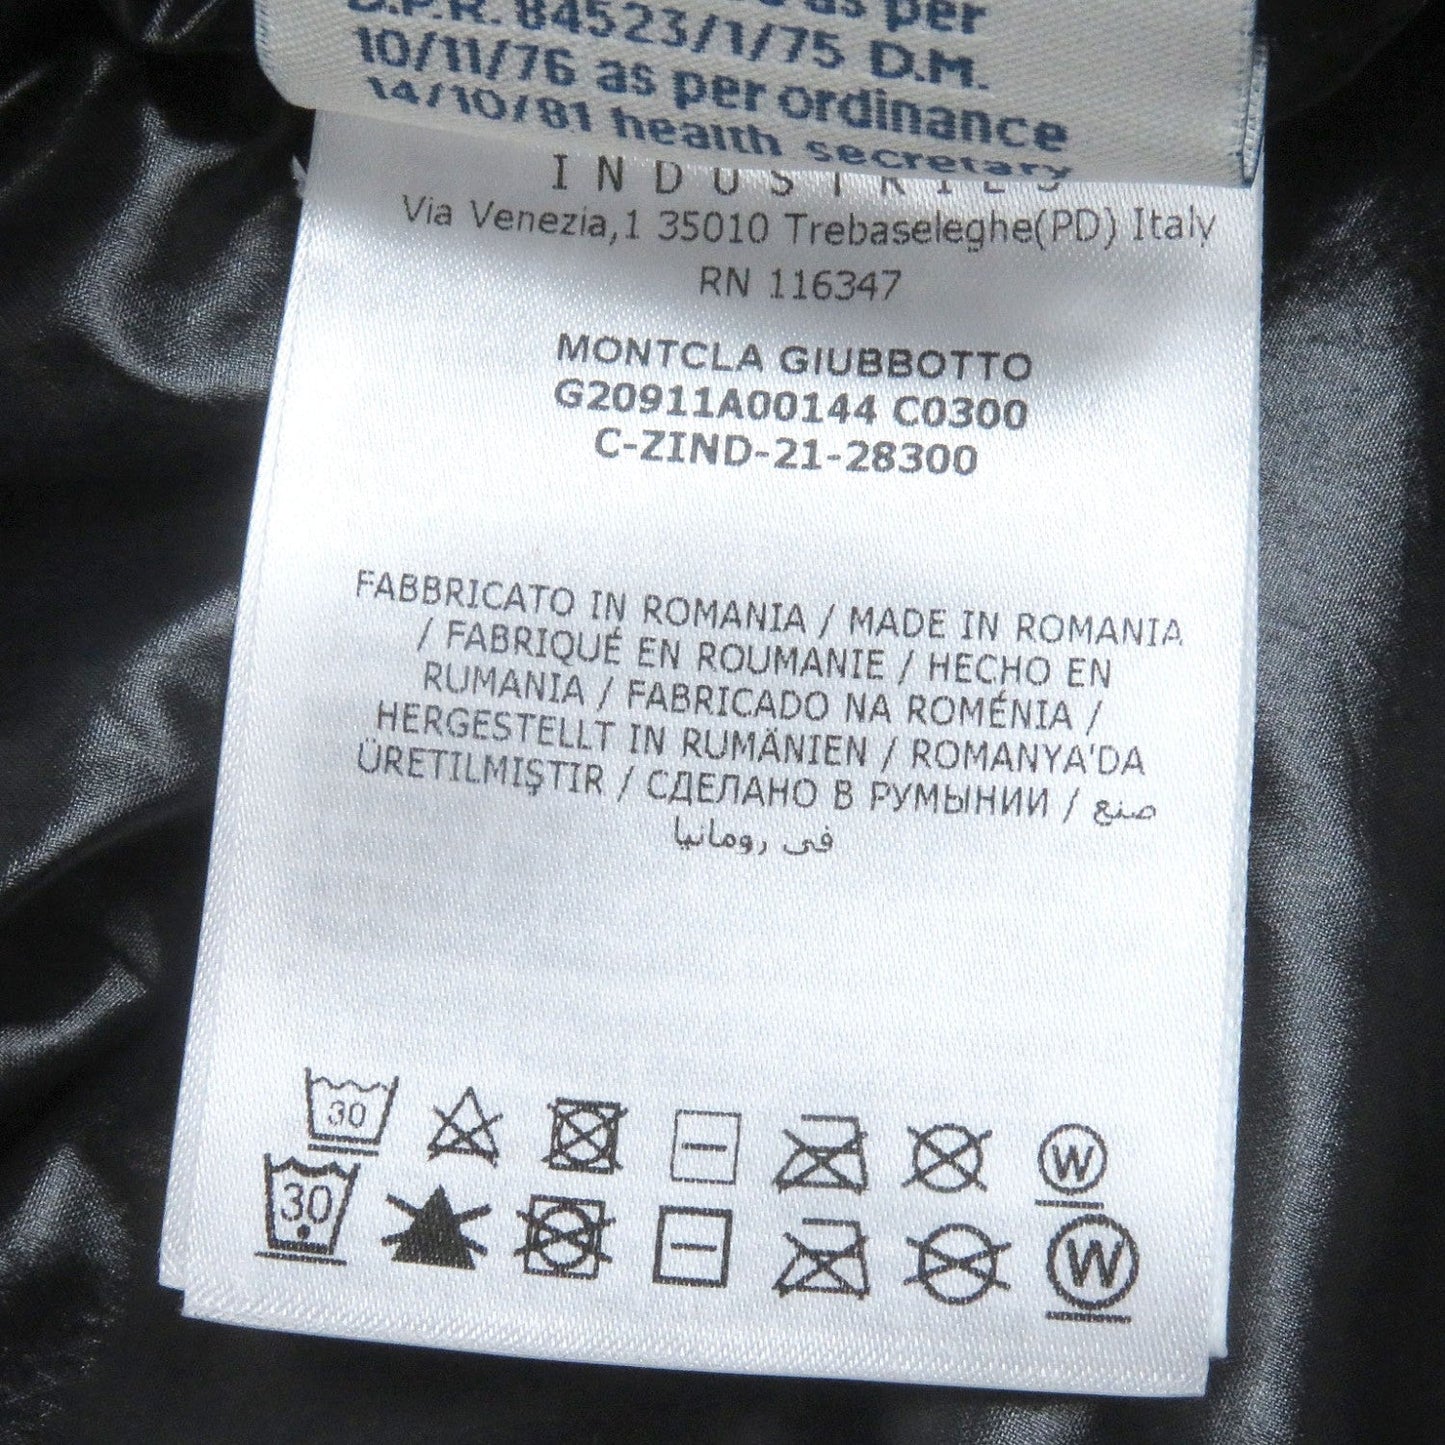 as per
D.P.R. 84523/1/75 D.M.
10/11/76 as per ordinance
14/10/81 health secretary
INDUSTRIES
Via Venezia,1 35010 Trebaseleghe(PD) Italy
RN 116347
MONTCLA GIUBBOTTO
G20911A00144 C0300
C-ZIND-21-28300
FABBRICATO IN ROMANIA / MADE IN ROMANIA
/ FABRIQUÉ EN ROUMANIE / HECHO EN
RUMANIA / FABRICADO NA ROMÉNIA /
HERGESTELLT IN RUMÄNIEN / ROMANYA'DA
ÜRETILMIŞTIR / СДЕЛАНО В РУМЫНИИ / صنع
في رومانيا
30 W
30 W